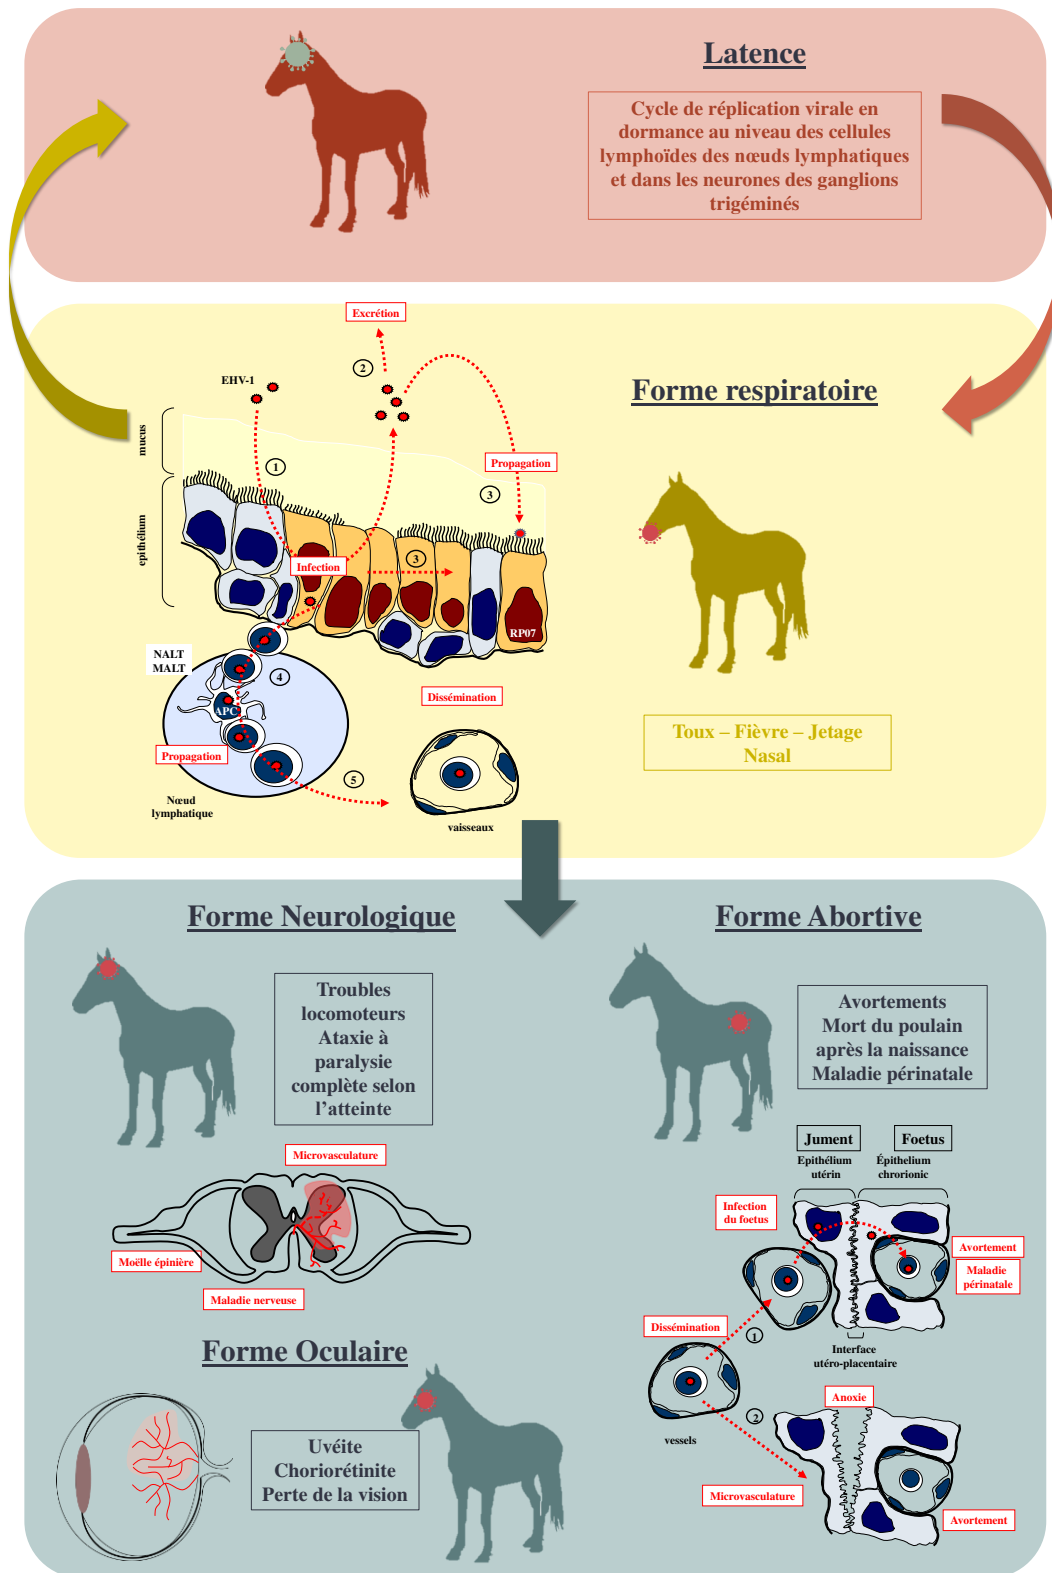 Latence
Cycle de réplication virale en
dormance au niveau des cellules
lymphoïdes des nœuds lymphatiques
et dans les neurones des ganglions
trigéminés
Excrétion
2
EHV-1
Forme respiratoire
mucus
1
Propagation
3
epithélium
Infection
3
RP07
NALT
MALT
4
APC
Dissémination
Propagation
5
Toux – Fièvre – Jetage
Nasal
Nœud
lymphatique
vaisseaux
Forme Neurologique
Troubles
locomoteurs
Ataxie à
paralysie
complète selon
l’atteinte
Microvasculature
Moëlle épinière
Maladie nerveuse
Forme Abortive
Avortements
Mort du poulain
après la naissance
Maladie périnatale
Jument
Foetus
Epithélium
utérin
Épithelium
chrorionic
Infection
du foetus
Avortement
Maladie
périnatale
Dissémination
1
Interface
utéro-placentaire
Anoxie
2
vessels
Microvasculature
Avortement
Forme Oculaire
Uvéite
Choriorétinite
Perte de la vision